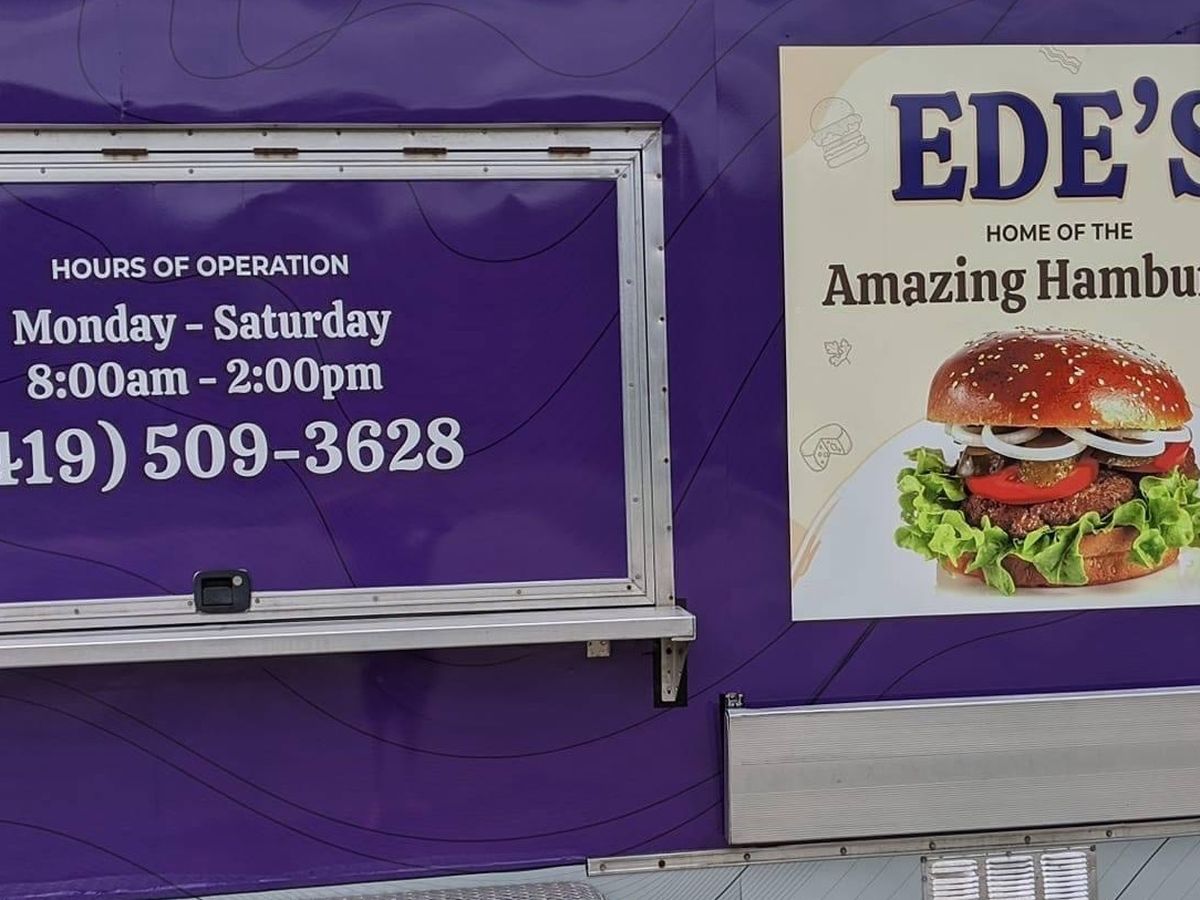 HOURS OF OPERATION
Monday - Saturday
8:00am - 2:00pm
419) 509-3628
EDE'S
HOME OF THE
Amazing Hambu